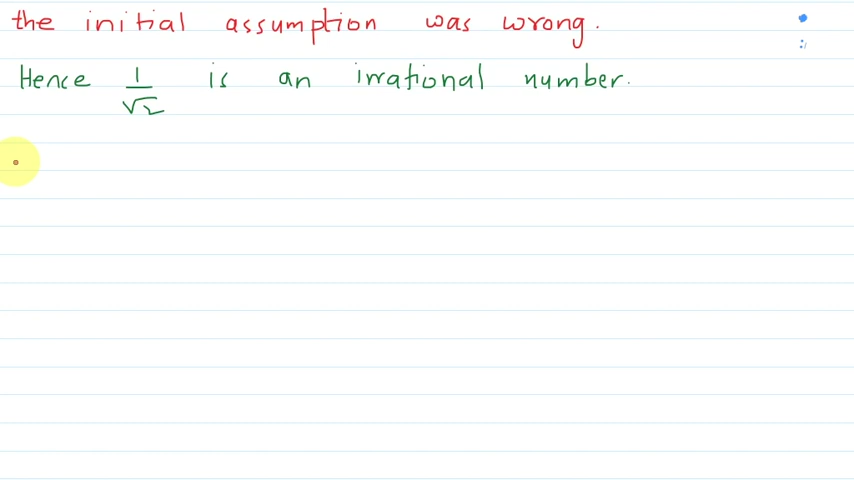 the initial assumption was wrong.
Hence 1/√2 is an irrational number.